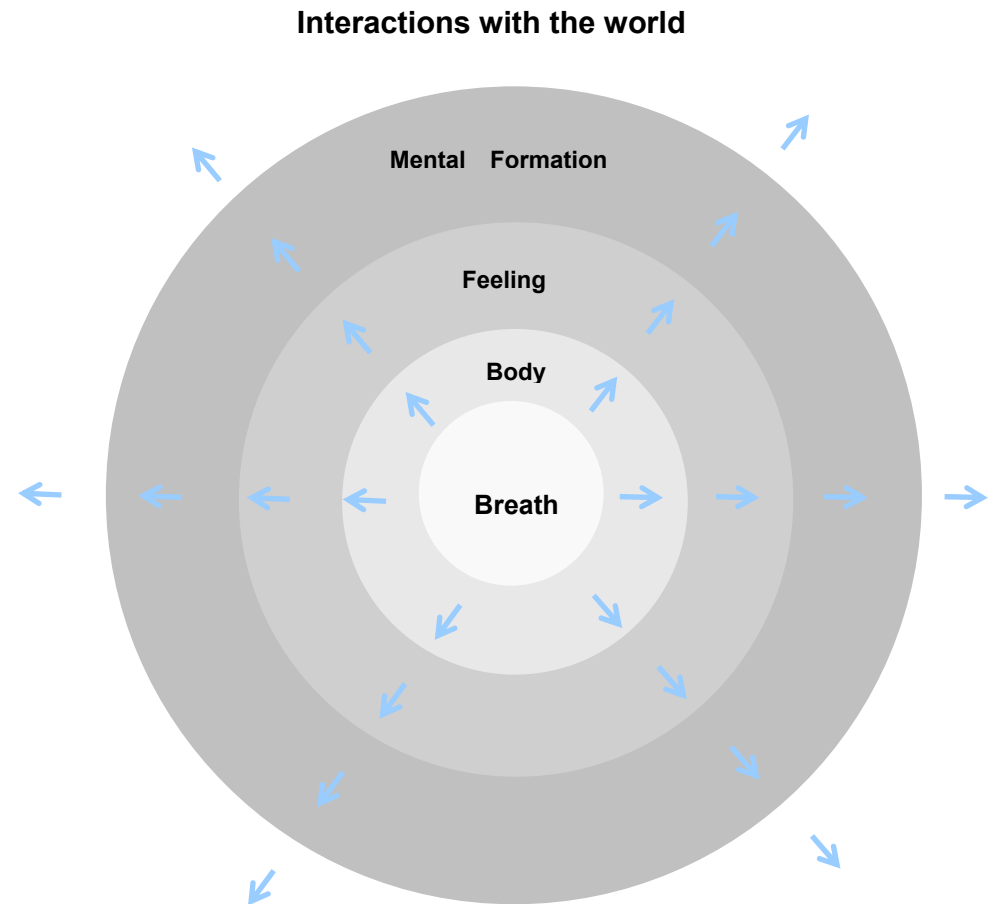 Interactions with the world
Mental Formation
Feeling
Body
Breath